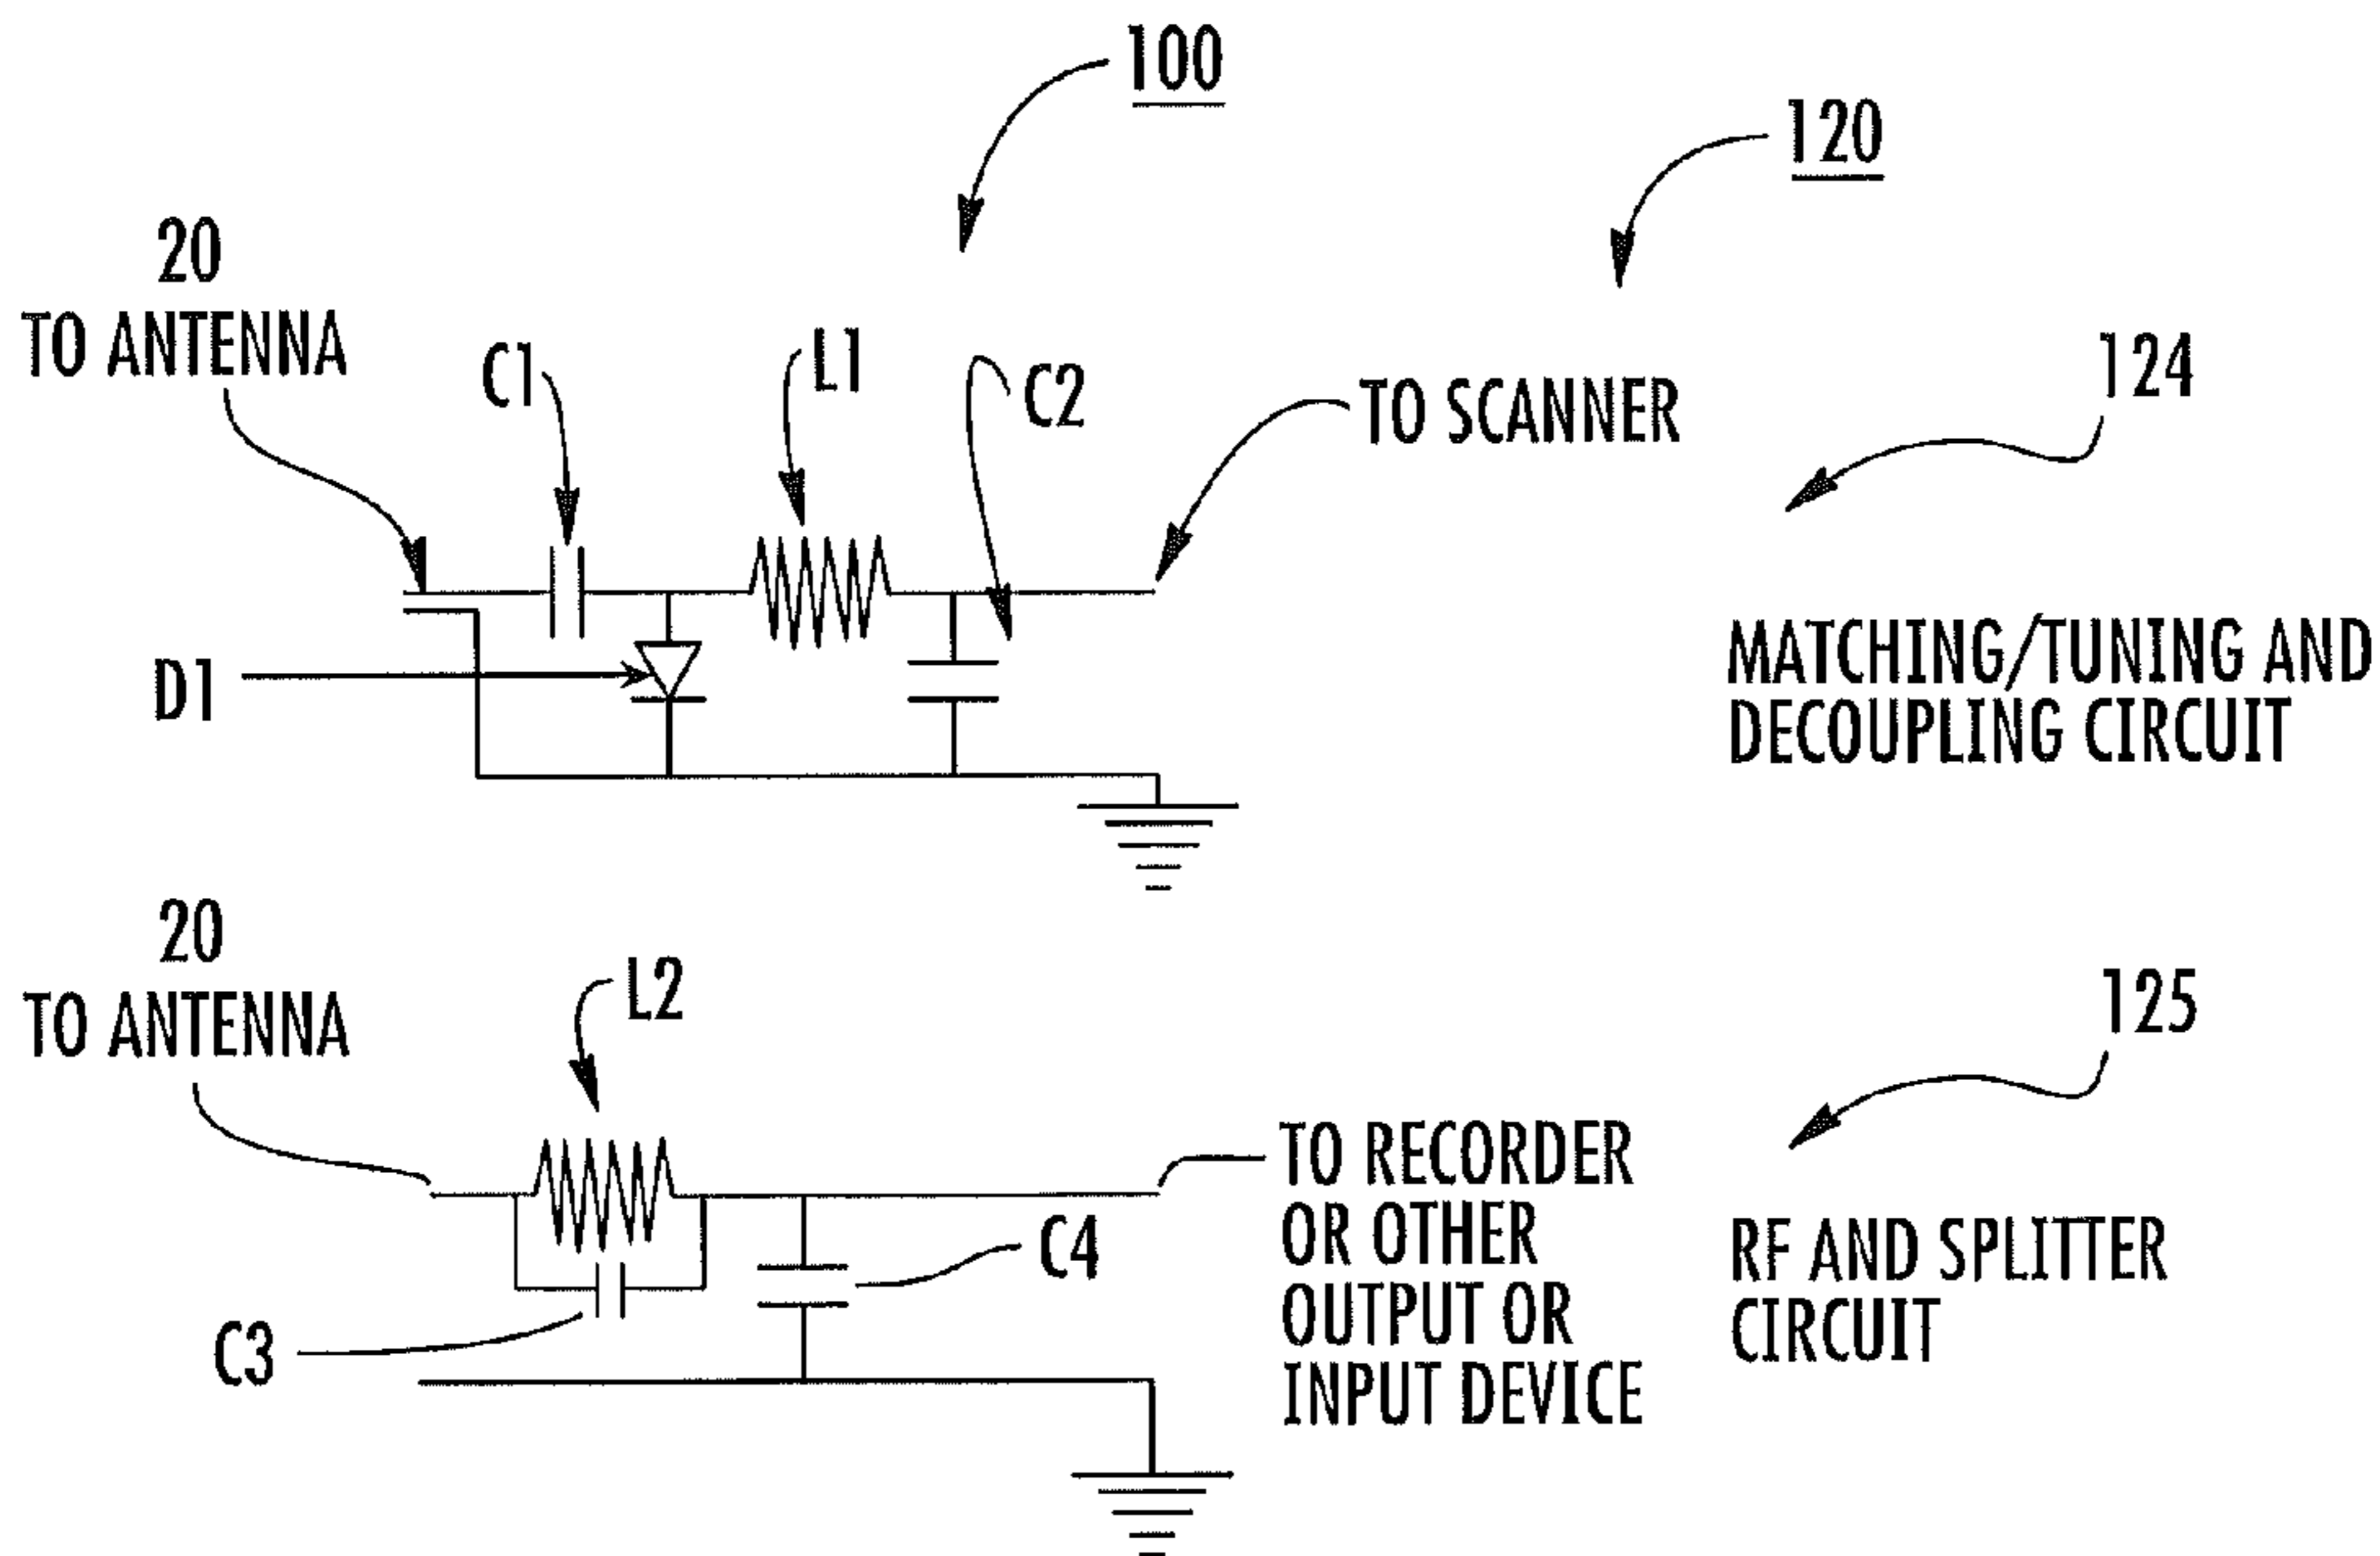 100
120
20
TO ANTENNA
C1
L1
C2
TO SCANNER
124
D1
MATCHING/TUNING AND
DECOUPLING CIRCUIT
20
TO ANTENNA
L2
125
C3
C4
TO RECORDER
OR OTHER
OUTPUT OR
INPUT DEVICE
RF AND SPLITTER
CIRCUIT